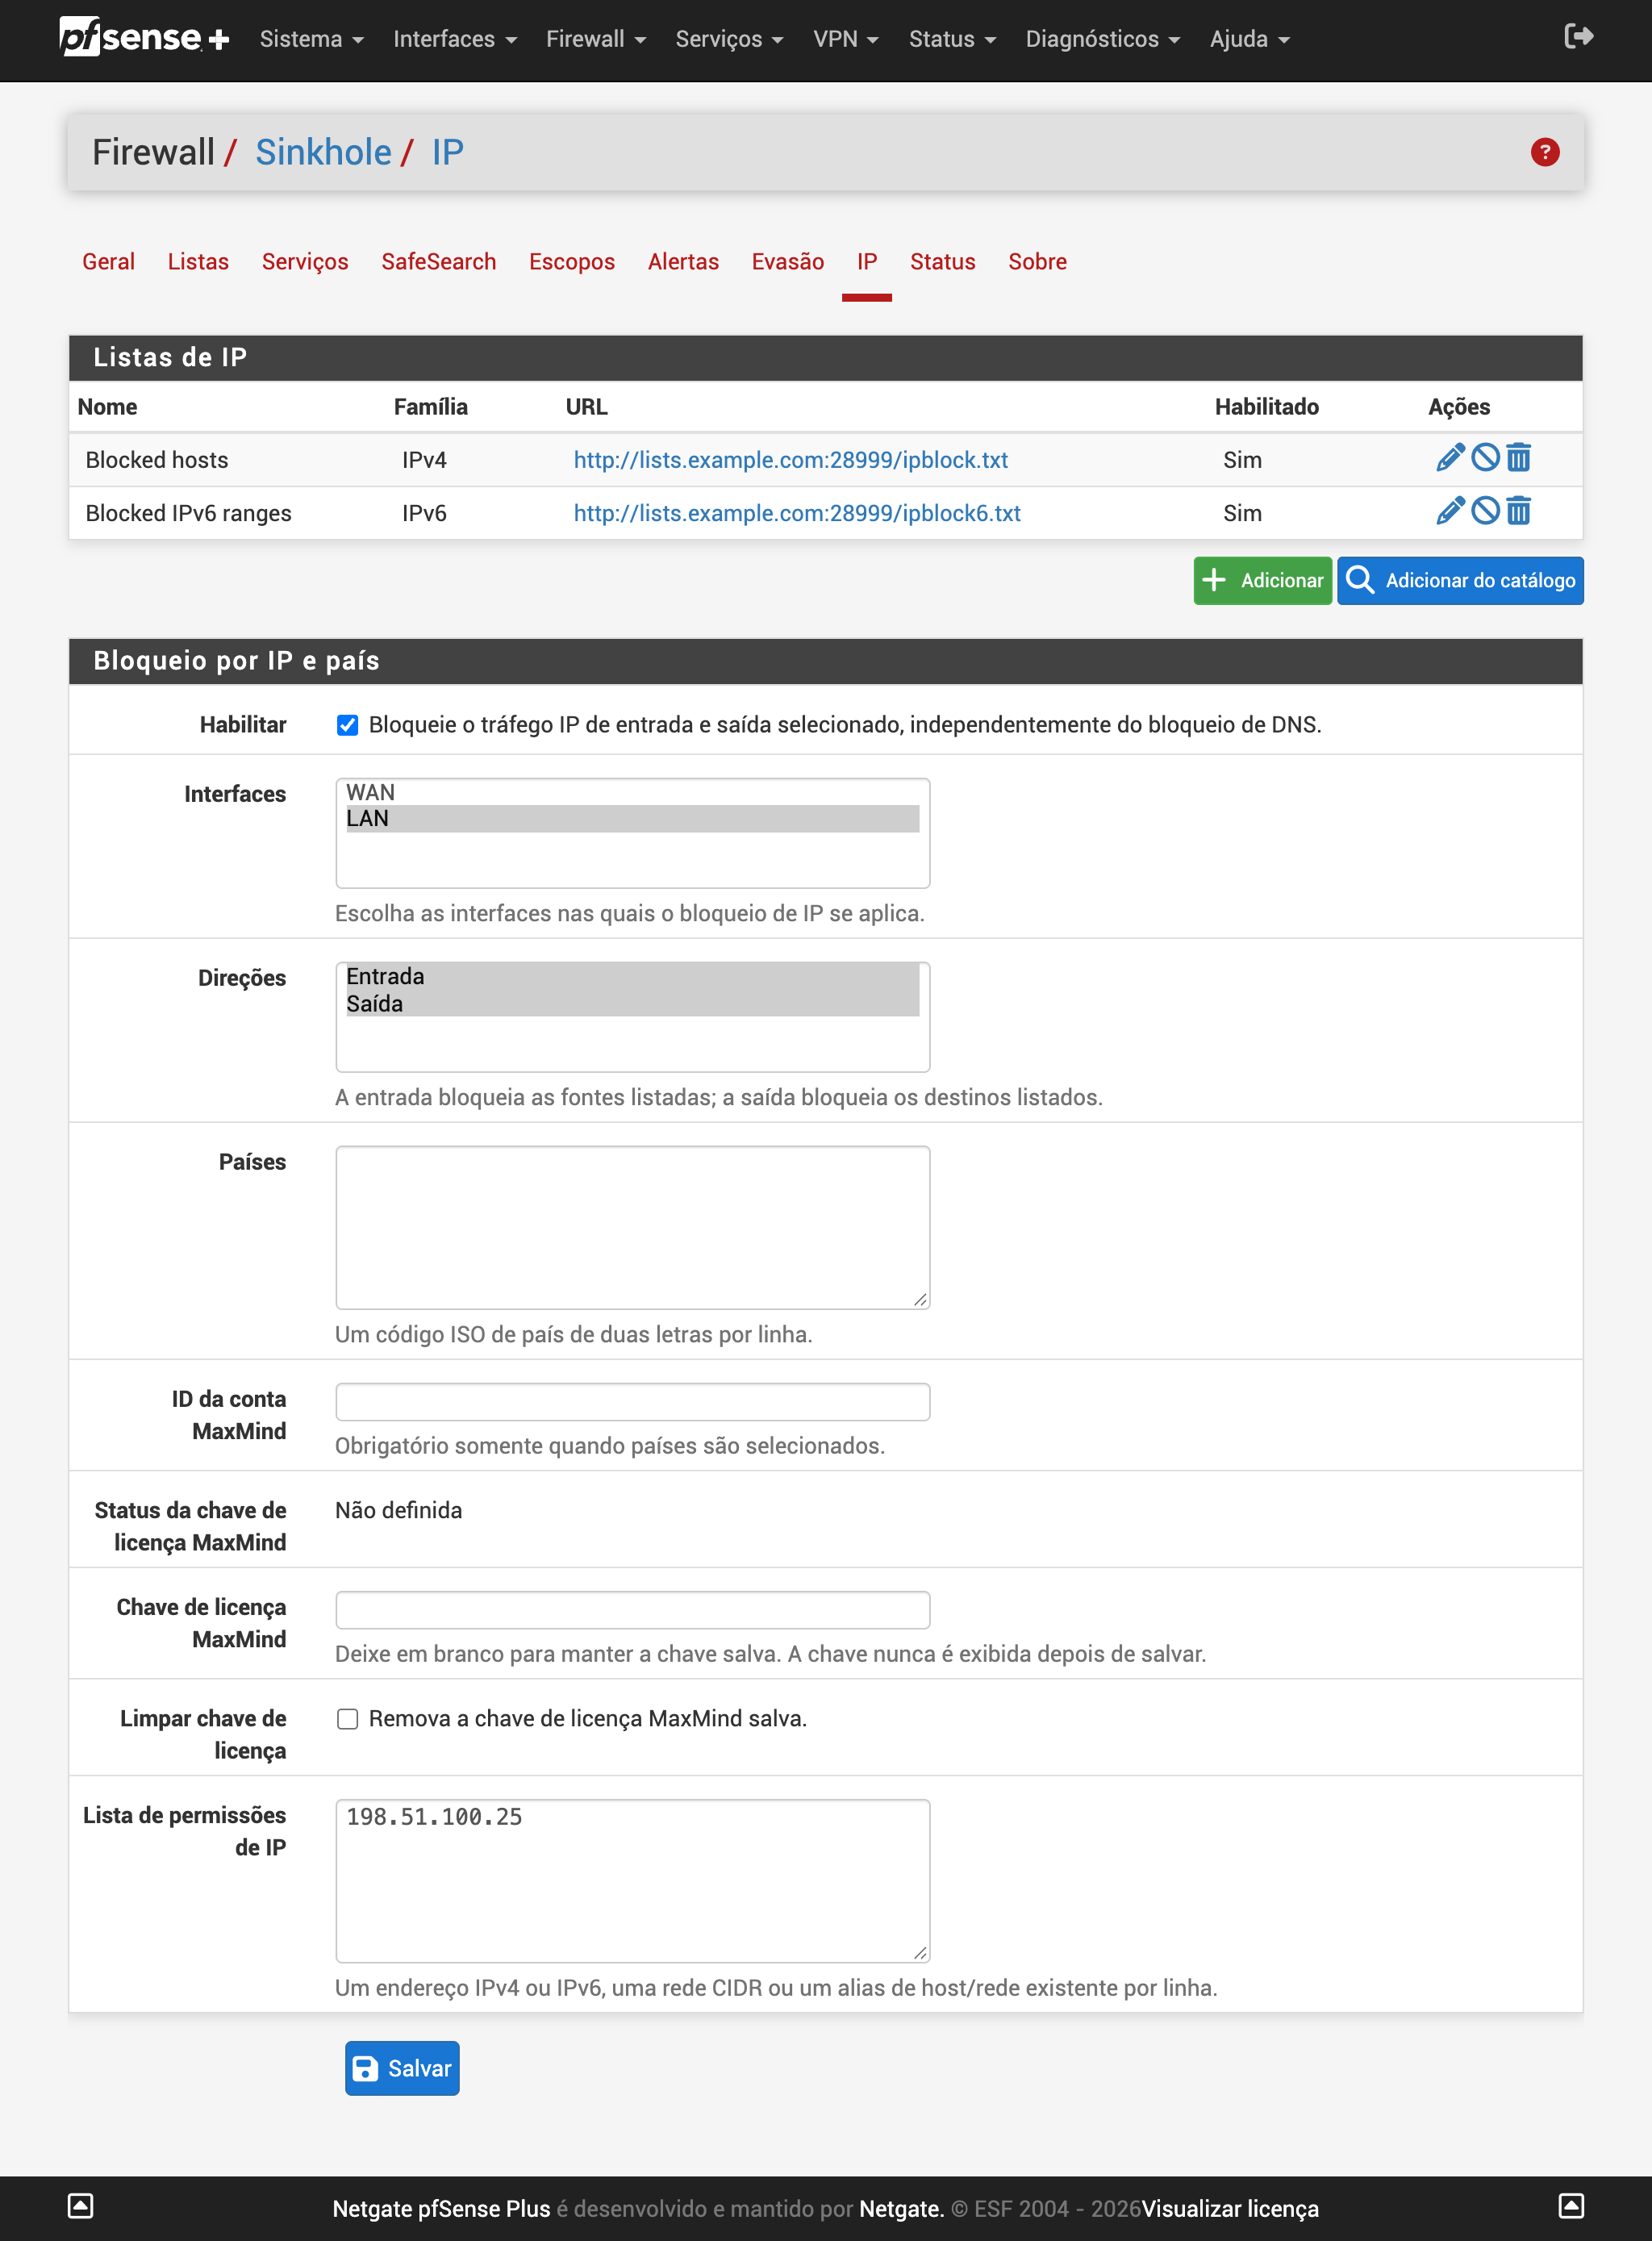 pfsense + Sistema Interfaces Firewall Serviços VPN Status Diagnósticos Ajuda
Firewall / Sinkhole / IP ?
Geral Listas Serviços SafeSearch Escopos Alertas Evasão IP Status Sobre
Listas de IP
Nome Família URL Habilitado Ações
Blocked hosts IPv4 http://lists.example.com:28999/ipblock.txt Sim
Blocked IPv6 ranges IPv6 http://lists.example.com:28999/ipblock6.txt Sim
Adicionar Adicionar do catálogo
Bloqueio por IP e país
Habilitar Bloqueie o tráfego IP de entrada e saída selecionado, independentemente do bloqueio de DNS.
Interfaces WAN
LAN
Escolha as interfaces nas quais o bloqueio de IP se aplica.
Direções Entrada
Saída
A entrada bloqueia as fontes listadas; a saída bloqueia os destinos listados.
Países
Um código ISO de país de duas letras por linha.
ID da conta
MaxMind
Obrigatório somente quando países são selecionados.
Status da chave de Não definida
licença MaxMind
Chave de licença
MaxMind
Deixe em branco para manter a chave salva. A chave nunca é exibida depois de salvar.
Limpar chave de Remova a chave de licença MaxMind salva.
licença
Lista de permissões 198.51.100.25
de IP
Um endereço IPv4 ou IPv6, uma rede CIDR ou um alias de host/rede existente por linha.
Salvar
Netgate pfSense Plus é desenvolvido e mantido por Netgate. © ESF 2004 - 2026Visualizar licença